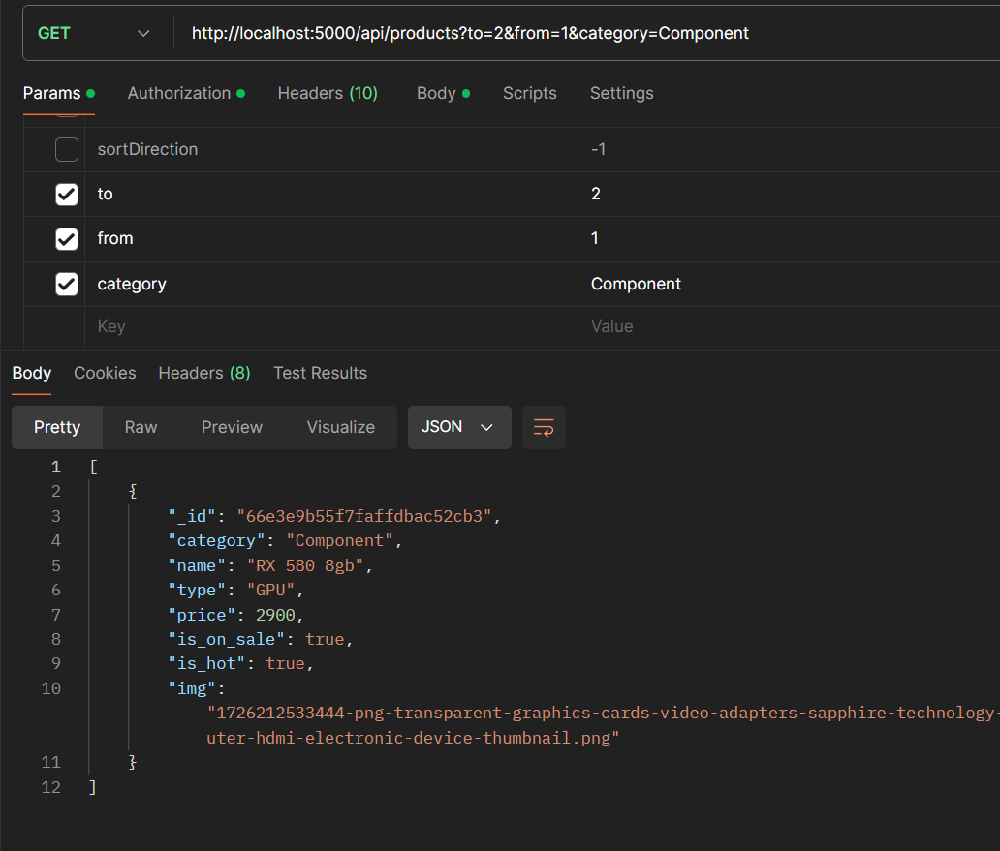 GET http://localhost:5000/api/products?to=2&from=1&category=Component
Params Authorization Headers (10) Body Scripts Settings
sortDirection -1
to 2
from 1
category Component
Key Value
Body Cookies Headers (8) Test Results
Pretty Raw Preview Visualize JSON
1 [
2 {
3 "_id": "66e3e9b55f7faffdbac52cb3",
4 "category": "Component",
5 "name": "RX 580 8gb",
6 "type": "GPU",
7 "price": 2900,
8 "is_on_sale": true,
9 "is_hot": true,
10 "img":
"1726212533444-png-transparent-graphics-cards-video-adapters-sapphire-technology-
uter-hdmi-electronic-device-thumbnail.png"
11 }
12 ]